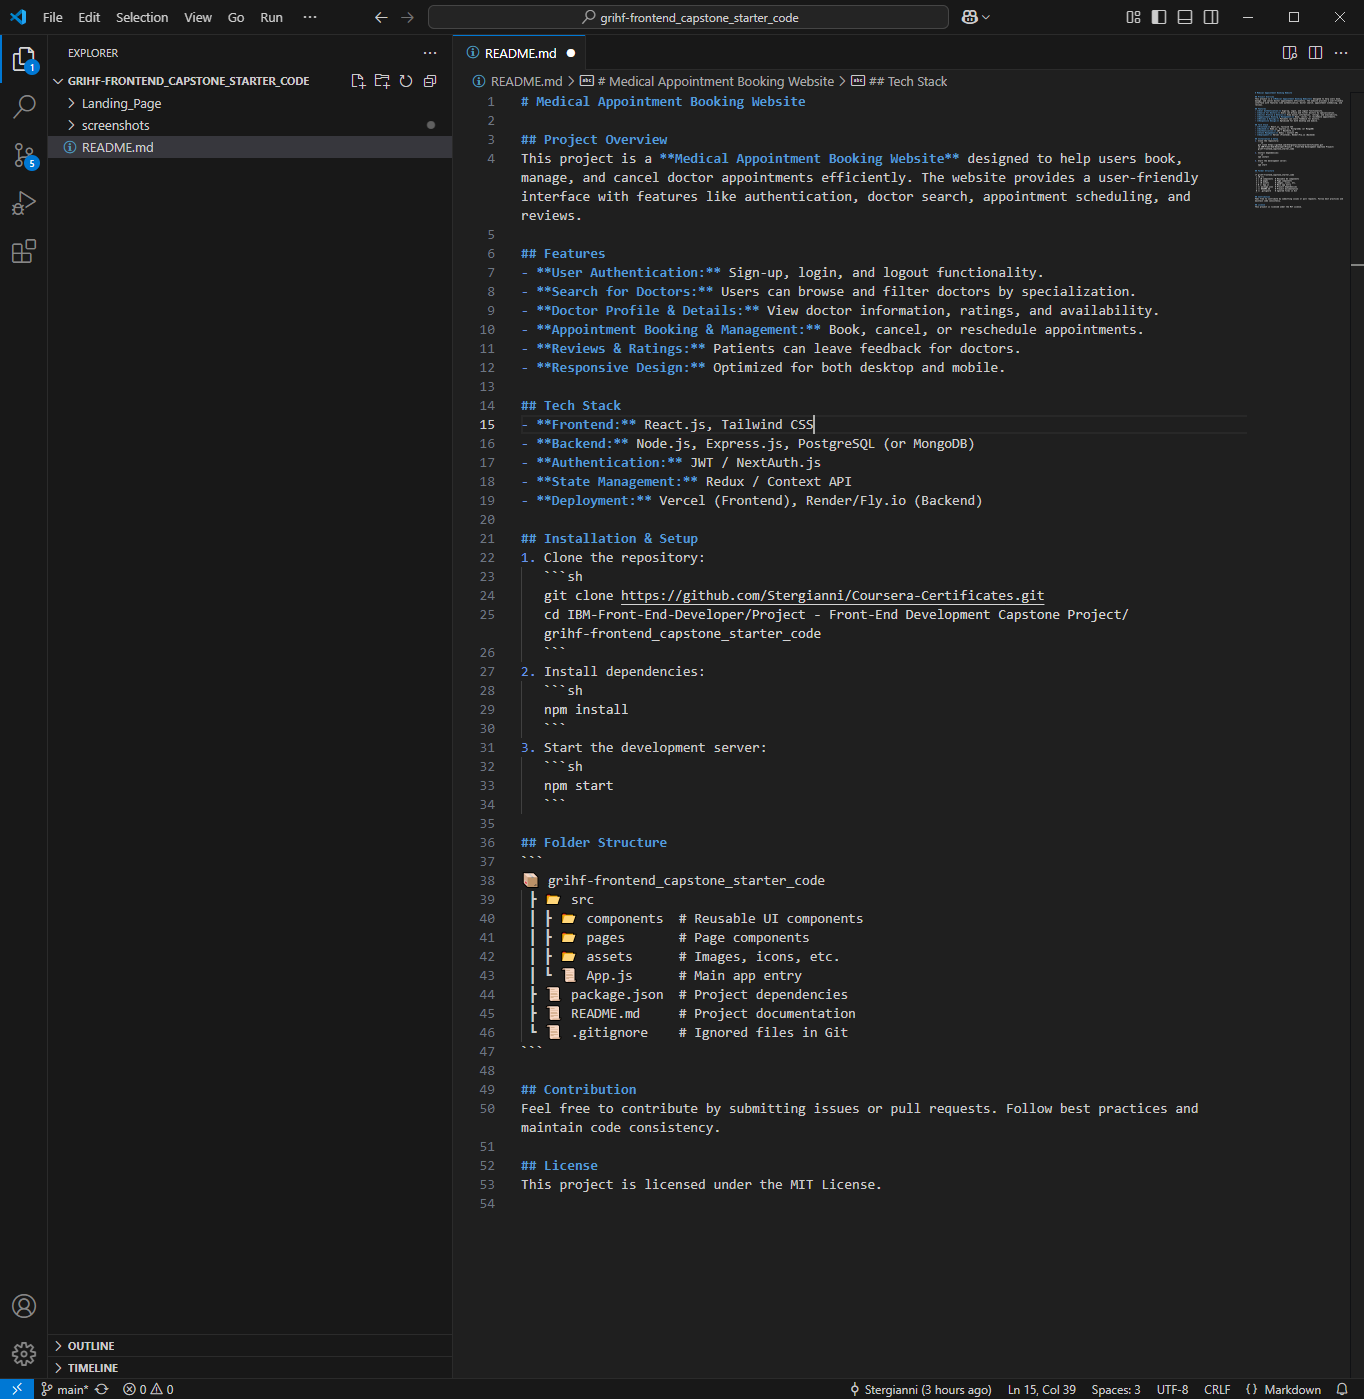 File Edit Selection View Go Run ··· grihf-frontend_capstone_starter_code
EXPLORER ···
GRIHF-FRONTEND_CAPSTONE_STARTER_CODE
Landing_Page
screenshots
README.md
1
5
README.md
README.md > # Medical Appointment Booking Website > ## Tech Stack
1 # Medical Appointment Booking Website
2
3 ## Project Overview
4 This project is a **Medical Appointment Booking Website** designed to help users book,
manage, and cancel doctor appointments efficiently. The website provides a user-friendly
interface with features like authentication, doctor search, appointment scheduling, and
reviews.
5
6 ## Features
7 - **User Authentication:** Sign-up, login, and logout functionality.
8 - **Search for Doctors:** Users can browse and filter doctors by specialization.
9 - **Doctor Profile & Details:** View doctor information, ratings, and availability.
10 - **Appointment Booking & Management:** Book, cancel, or reschedule appointments.
11 - **Reviews & Ratings:** Patients can leave feedback for doctors.
12 - **Responsive Design:** Optimized for both desktop and mobile.
13
14 ## Tech Stack
15 - **Frontend:** React.js, Tailwind CSS
16 - **Backend:** Node.js, Express.js, PostgreSQL (or MongoDB)
17 - **Authentication:** JWT / NextAuth.js
18 - **State Management:** Redux / Context API
19 - **Deployment:** Vercel (Frontend), Render/Fly.io (Backend)
20
21 ## Installation & Setup
22 1. Clone the repository:
23 ```sh
24 git clone https://github.com/Stergianni/Coursera-Certificates.git
25 cd IBM-Front-End-Developer/Project - Front-End Development Capstone Project/
grihf-frontend_capstone_starter_code
26 ```
27 2. Install dependencies:
28 ```sh
29 npm install
30 ```
31 3. Start the development server:
32 ```sh
33 npm start
34 ```
35
36 ## Folder Structure
37 ```
38 📦 grihf-frontend_capstone_starter_code
39 ┣ 📂 src
40 ┃ ┣ 📂 components # Reusable UI components
41 ┃ ┣ 📂 pages # Page components
42 ┃ ┣ 📂 assets # Images, icons, etc.
43 ┃ ┗ 📜 App.js # Main app entry
44 ┣ 📜 package.json # Project dependencies
45 ┣ 📜 README.md # Project documentation
46 ┗ 📜 .gitignore # Ignored files in Git
47 ```
48
49 ## Contribution
50 Feel free to contribute by submitting issues or pull requests. Follow best practices and
maintain code consistency.
51
52 ## License
53 This project is licensed under the MIT License.
54
OUTLINE
TIMELINE
main* 0 0 Stergianni (3 hours ago) Ln 15, Col 39 Spaces: 3 UTF-8 CRLF {} Markdown